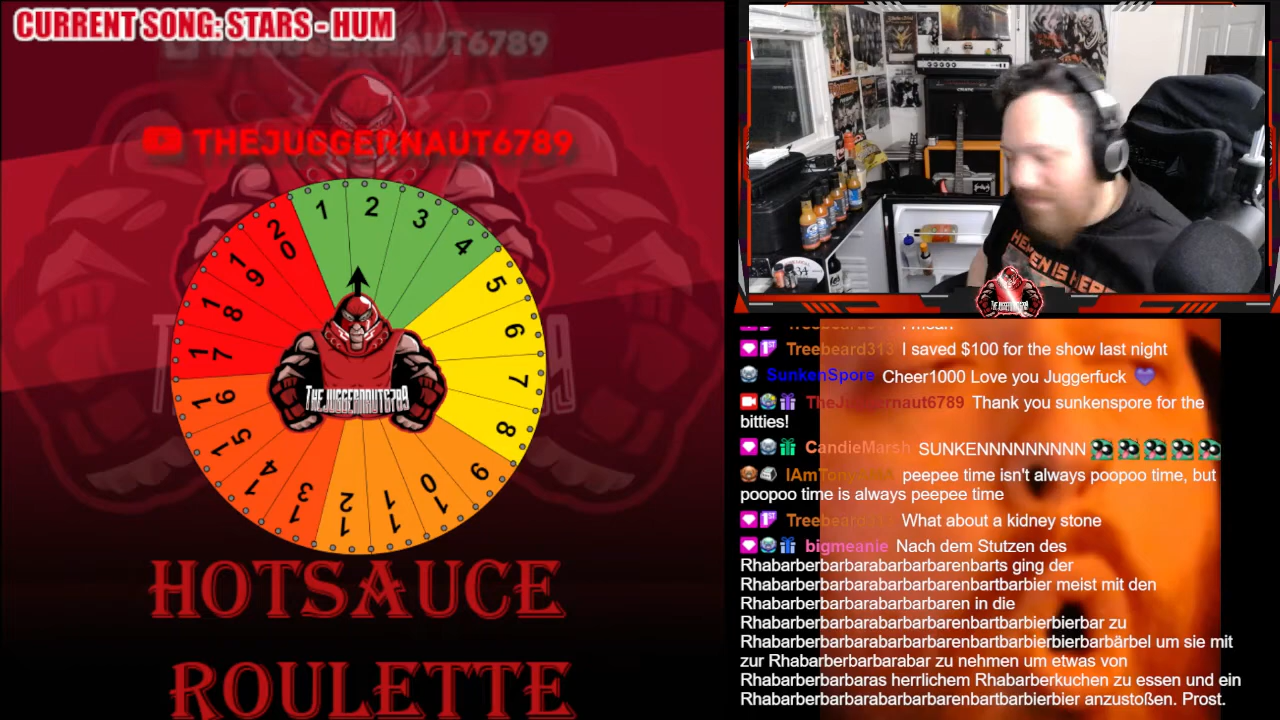 CURRENT SONG: STARS - HUM
THEJUGGERNAUT6789
THEJUGGERNAUT6789
1
2
3
4
5
6
7
8
9
10
11
12
13
14
15
16
17
18
19
20
THEJUGGERNAUT6789
HOTSAUCE
ROULETTE
Treebeard313 I saved $100 for the show last night
SunkenSpore Cheer1000 Love you Juggerfuck
TheJuggernaut6789 Thank you sunkenspore for the
bitties!
CandieMarsh SUNKENNNNNNNNN
peepee time isn't always poopoo time, but
poopoo time is always peepee time
Treebeard313 What about a kidney stone
bigmeanie Nach dem Stutzen des
Rhabarberbarbarabarbarbarenbarts ging der
Rhabarberbarbarabarbarbarenbartbarbier meist mit den
Rhabarberbarbarabarbarbaren in die
Rhabarberbarbarabarbarbarenbartbarbierbierbar zu
Rhabarberbarbarabarbarbarenbartbarbierbierbarbärbel um sie mit
zur Rhabarberbarbarabar zu nehmen um etwas von
Rhabarberbarbaras herrlichem Rhabarberkuchen zu essen und ein
Rhabarberbarbarabarbarbarenbartbarbierbier anzustoßen. Prost.